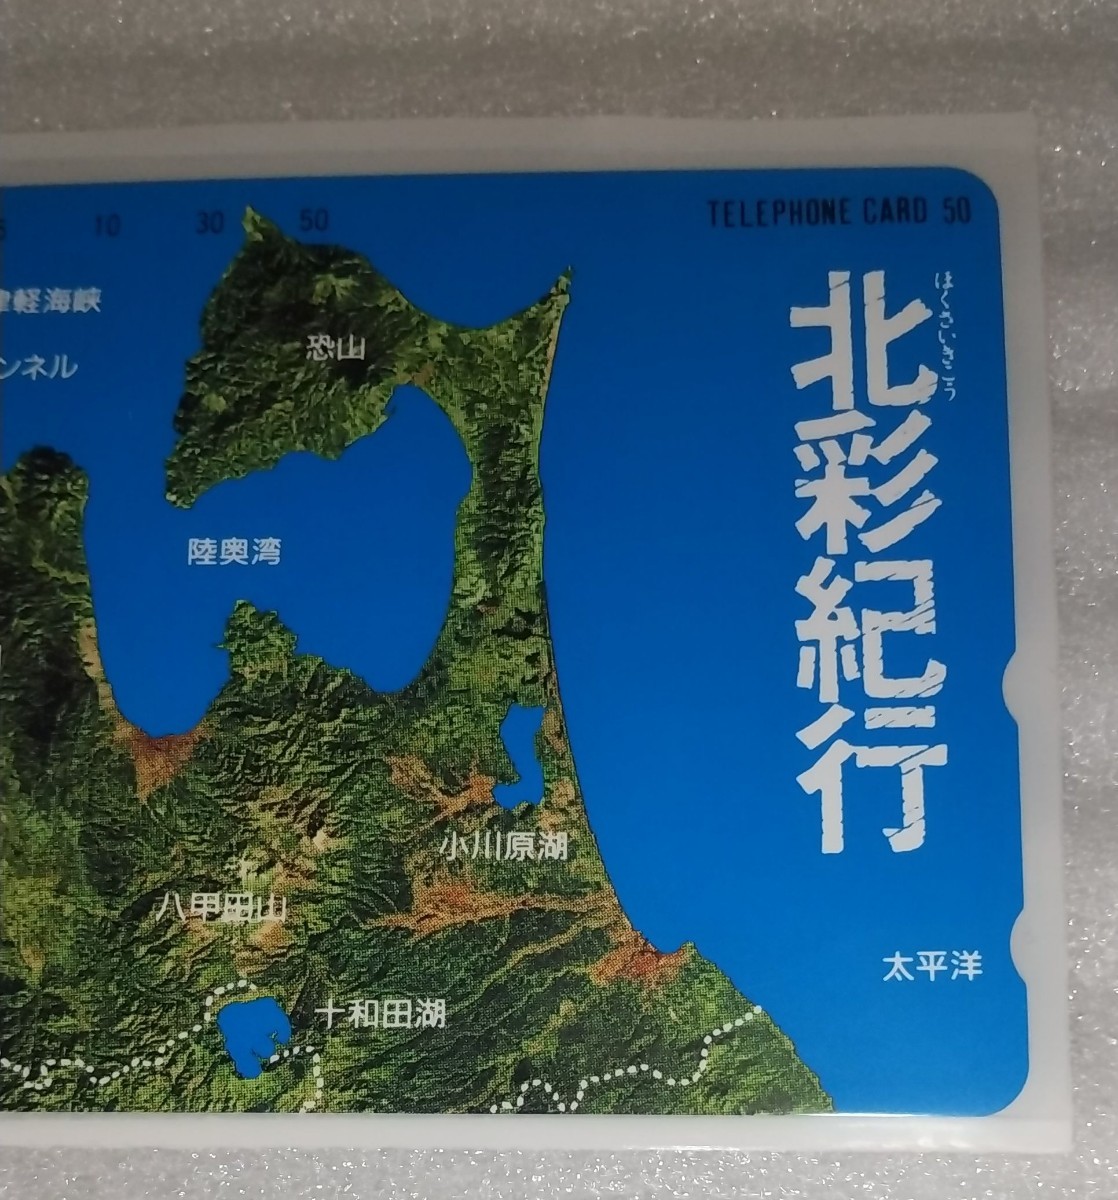 5 10 30 50
TELEPHONE CARD 50
北彩紀行
ほくさいきこう
津軽海峡
ンネル
恐山
陸奥湾
小川原湖
八甲田山
太平洋
十和田湖